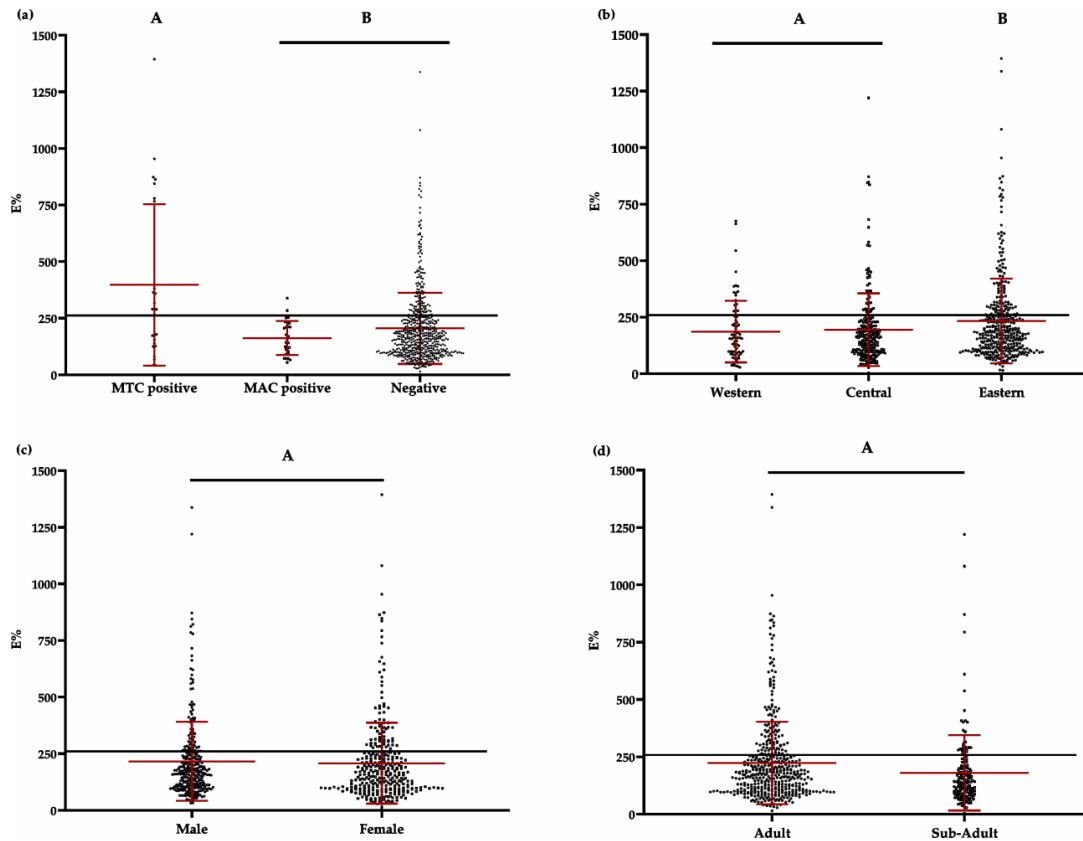 (a)
A
B
1500
1250
1000
750
500
250
0
E%
MTC positive
MAC positive
Negative
(b)
A
B
1500
1250
1000
750
500
250
0
E%
Western
Central
Eastern
(c)
A
1500
1250
1000
750
500
250
0
E%
Male
Female
(d)
A
1500
1250
1000
750
500
250
0
E%
Adult
Sub-Adult